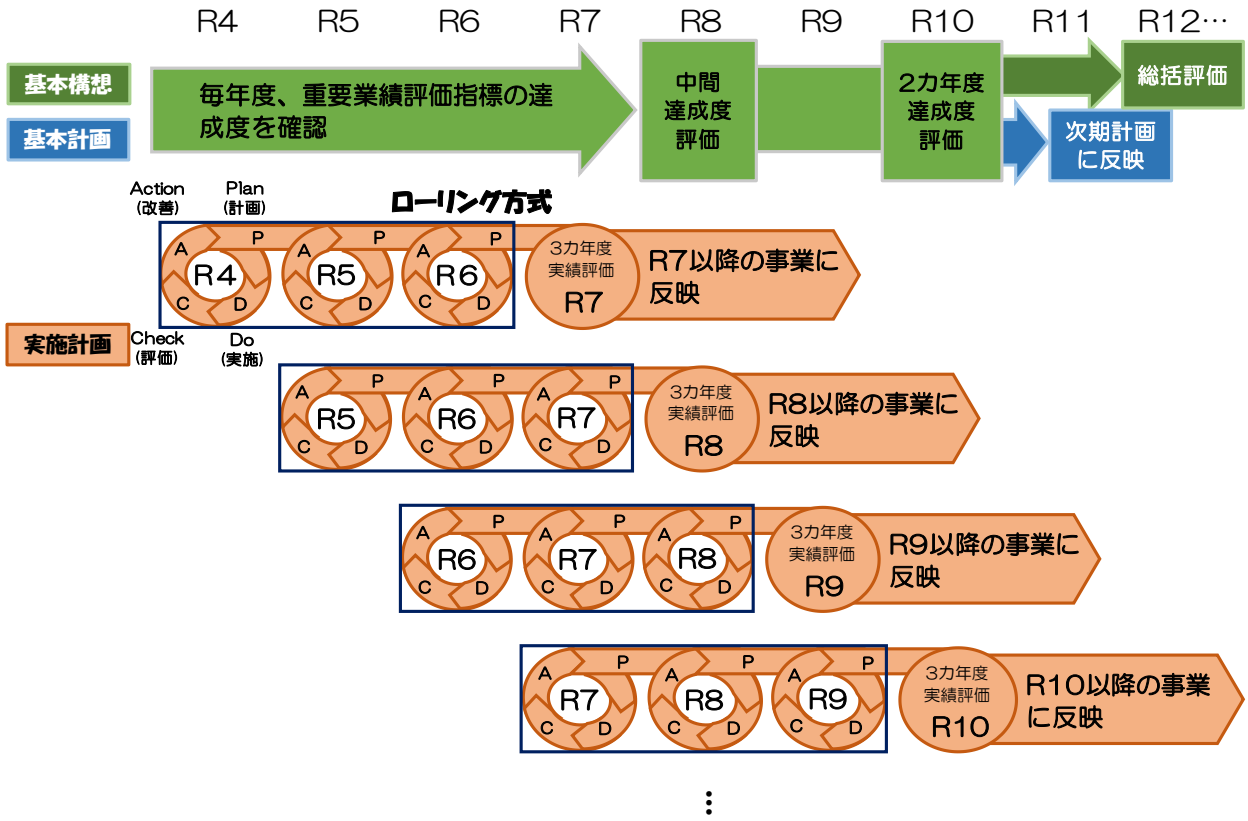 R4 R5 R6 R7 R8 R9 R10 R11 R12…
基本構想
基本計画
毎年度、重要業績評価指標の達
成度を確認
中間
達成度
評価
2カ年度
達成度
評価
総括評価
次期計画
に反映
Action
(改善)
Plan
(計画)
ローリング方式
A P A P A P
R4 R5 R6
C D C D C D
3カ年度
実績評価
R7
R7以降の事業に
反映
実施計画
Check
(評価)
Do
(実施)
A P A P A P
R5 R6 R7
C D C D C D
3カ年度
実績評価
R8
R8以降の事業に
反映
A P A P A P
R6 R7 R8
C D C D C D
3カ年度
実績評価
R9
R9以降の事業に
反映
A P A P A P
R7 R8 R9
C D C D C D
3カ年度
実績評価
R10
R10以降の事業
に反映
⋮